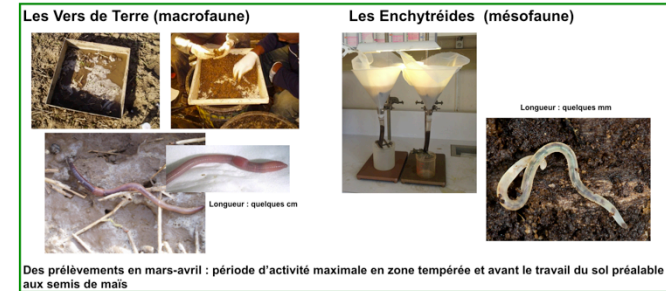 Les Vers de Terre (macrofaune)
Les Enchytréides (mésofaune)
Longueur : quelques mm
Longueur : quelques cm
Des prélèvements en mars-avril : période d'activité maximale en zone tempérée et avant le travail du sol préalable
aux semis de maïs